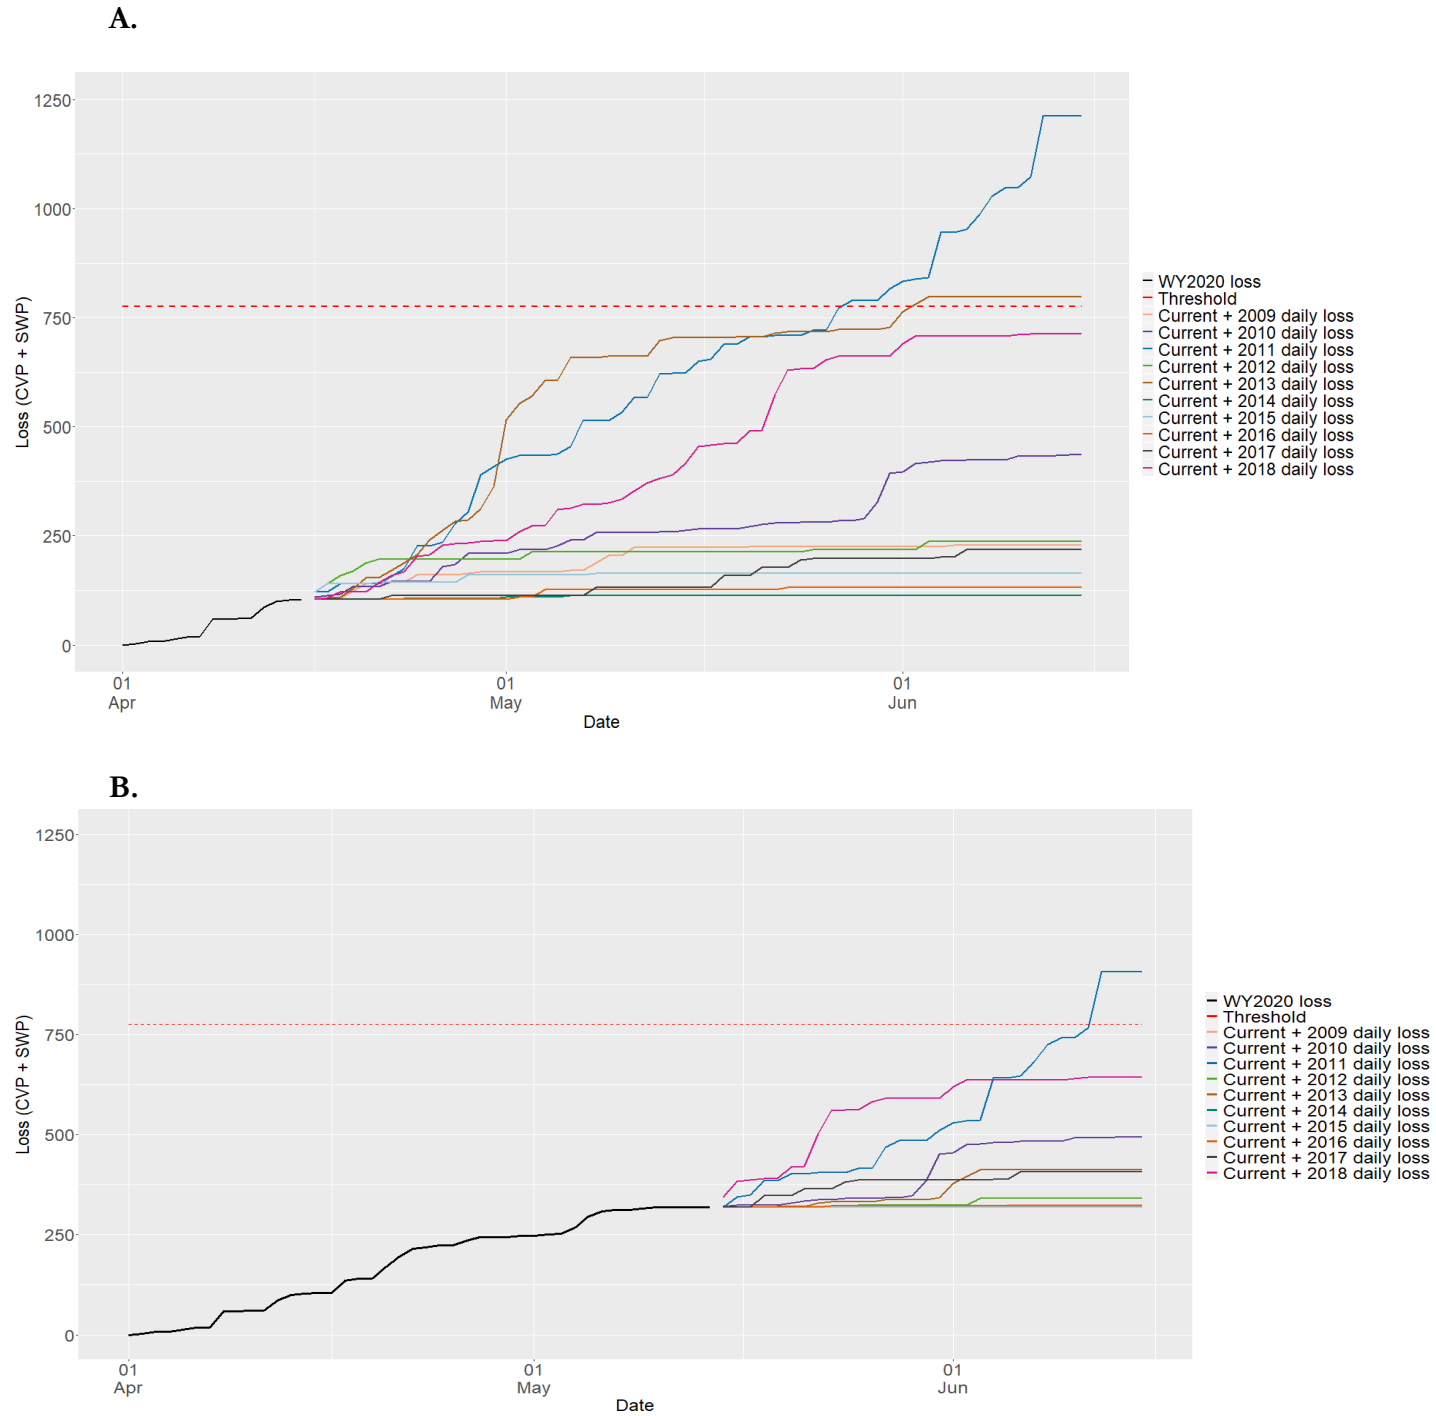 A.
1250
1000
750
500
250
0
Loss (CVP + SWP)
01 01 01
Apr May Jun
Date
WY2020 loss
Threshold
Current + 2009 daily loss
Current + 2010 daily loss
Current + 2011 daily loss
Current + 2012 daily loss
Current + 2013 daily loss
Current + 2014 daily loss
Current + 2015 daily loss
Current + 2016 daily loss
Current + 2017 daily loss
Current + 2018 daily loss
B.
1250
1000
750
500
250
0
Loss (CVP + SWP)
01 01 01
Apr May Jun
Date
WY2020 loss
Threshold
Current + 2009 daily loss
Current + 2010 daily loss
Current + 2011 daily loss
Current + 2012 daily loss
Current + 2013 daily loss
Current + 2014 daily loss
Current + 2015 daily loss
Current + 2016 daily loss
Current + 2017 daily loss
Current + 2018 daily loss